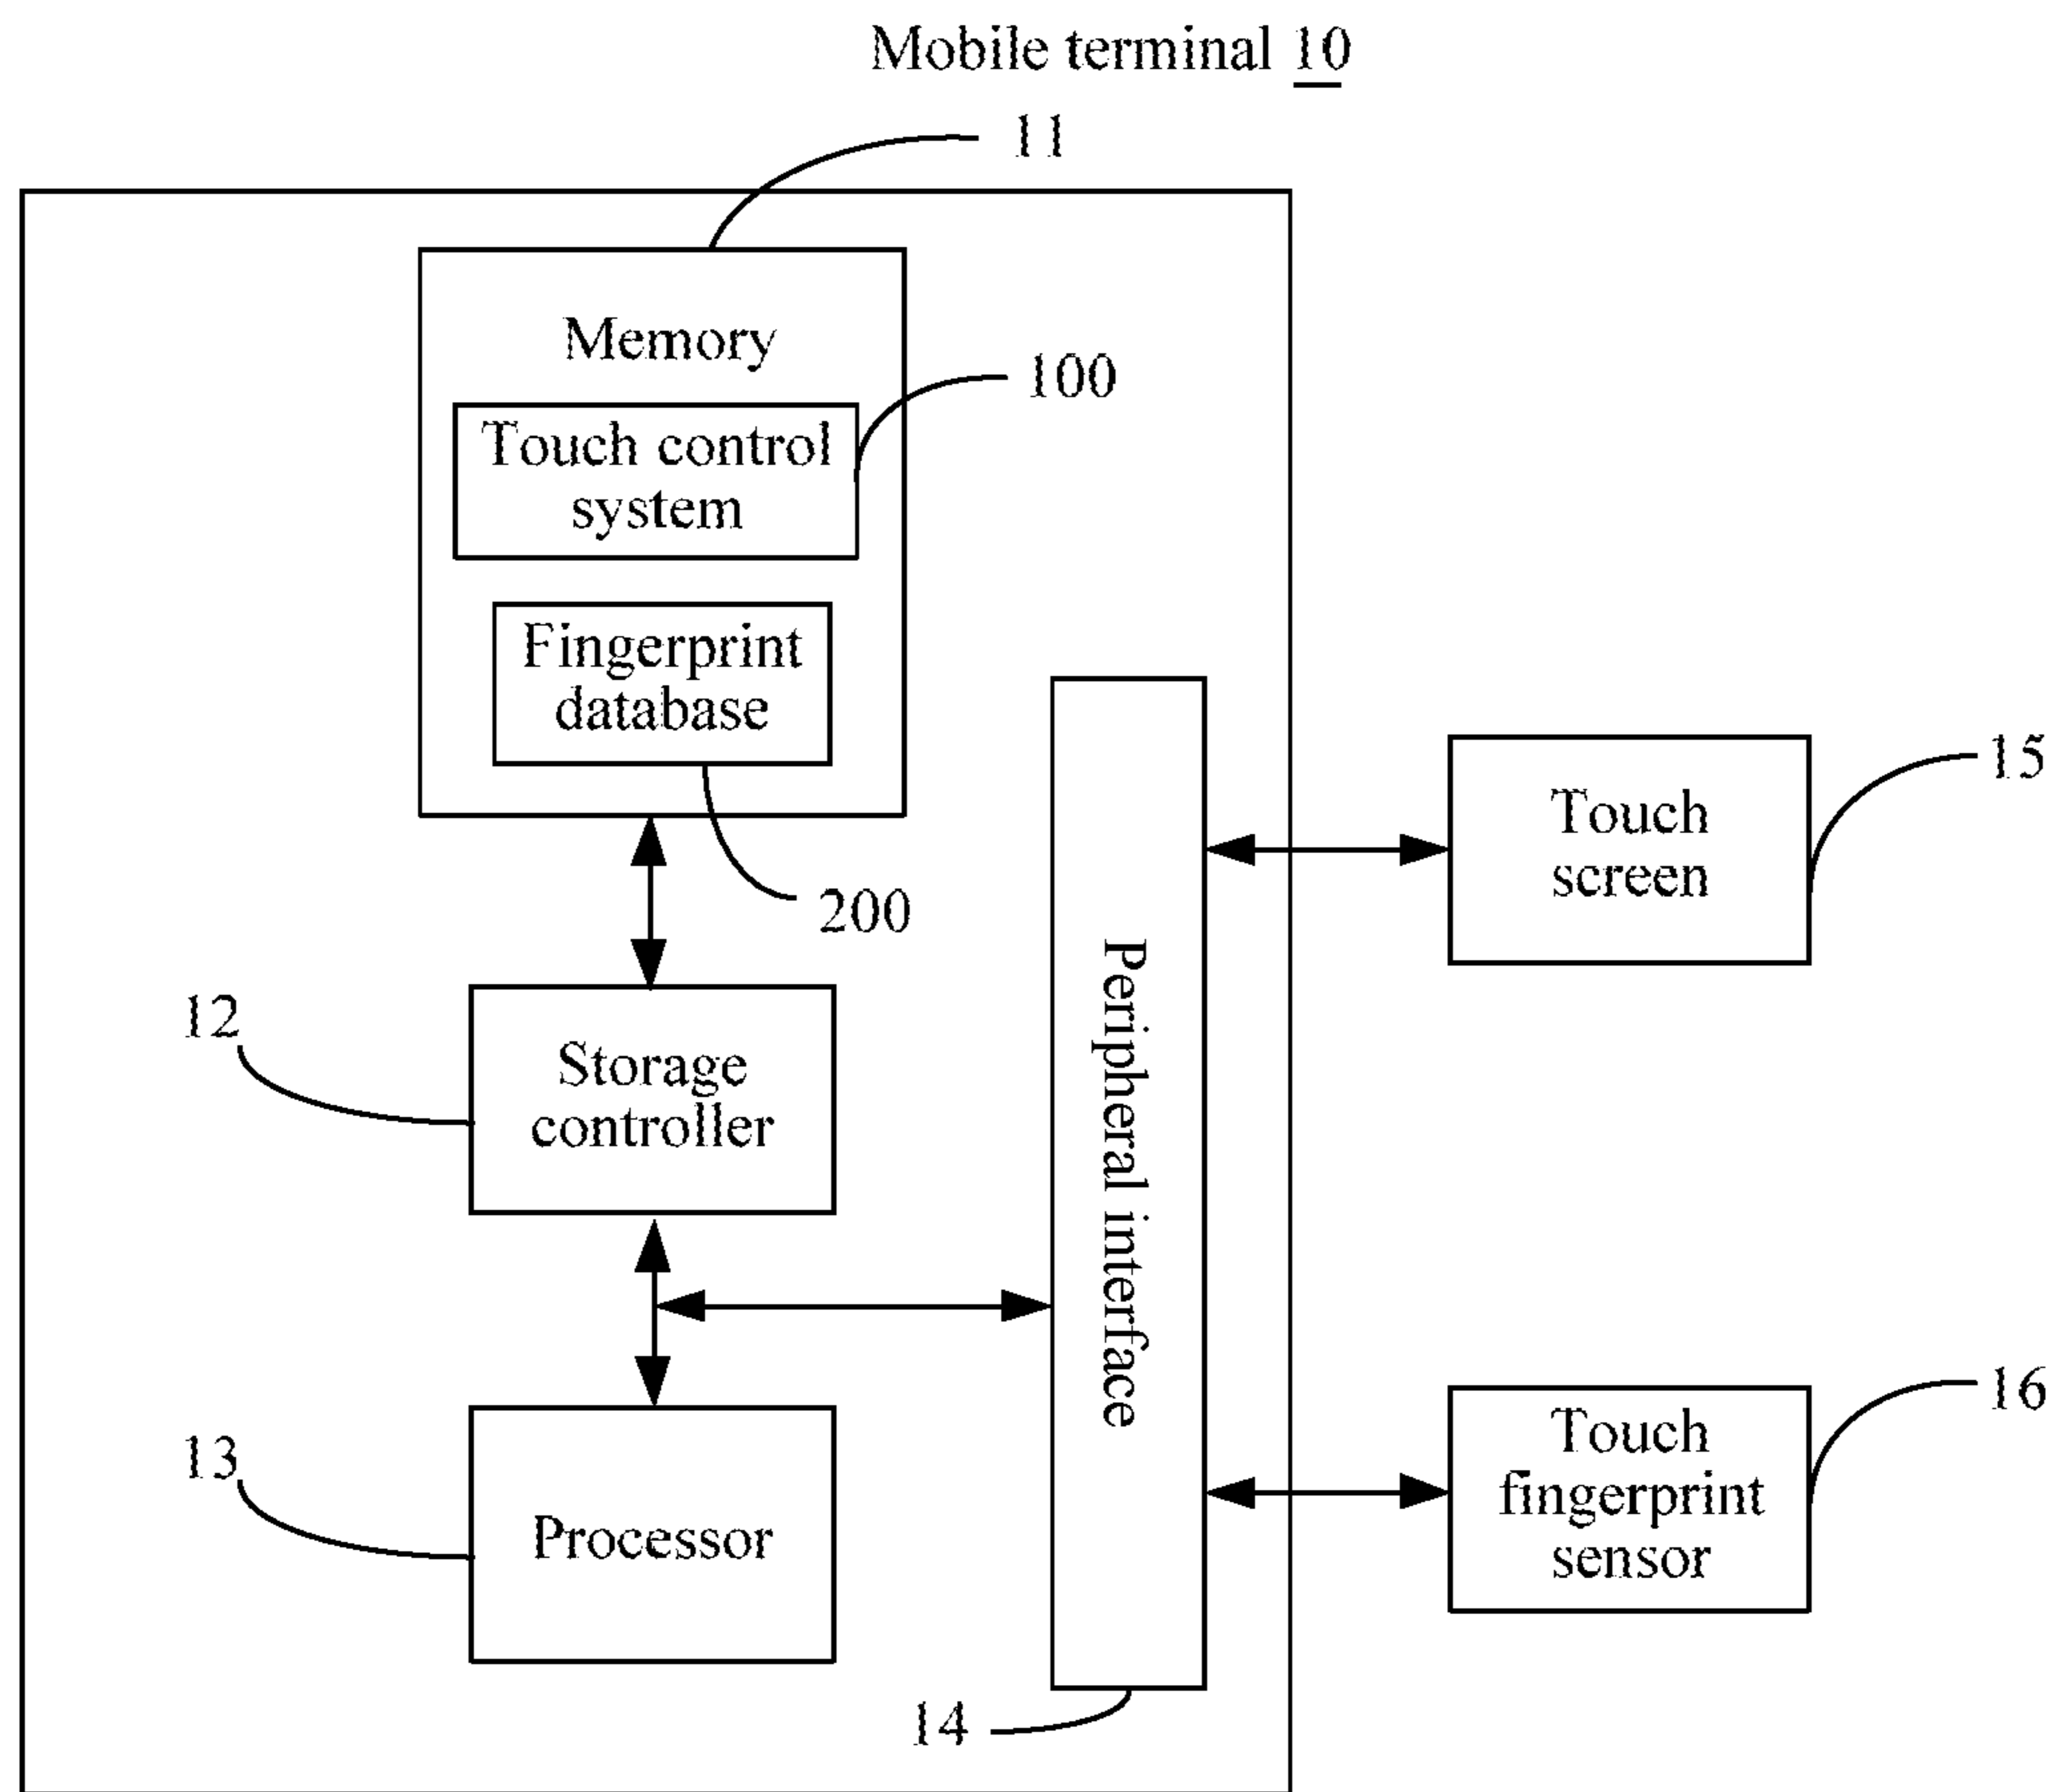 Mobile terminal 10
11
Memory
100
Touch control
system
Fingerprint
database
200
15
Touch
screen
12
Storage
controller
Peripheral interface
13
Processor
16
Touch
fingerprint
sensor
14